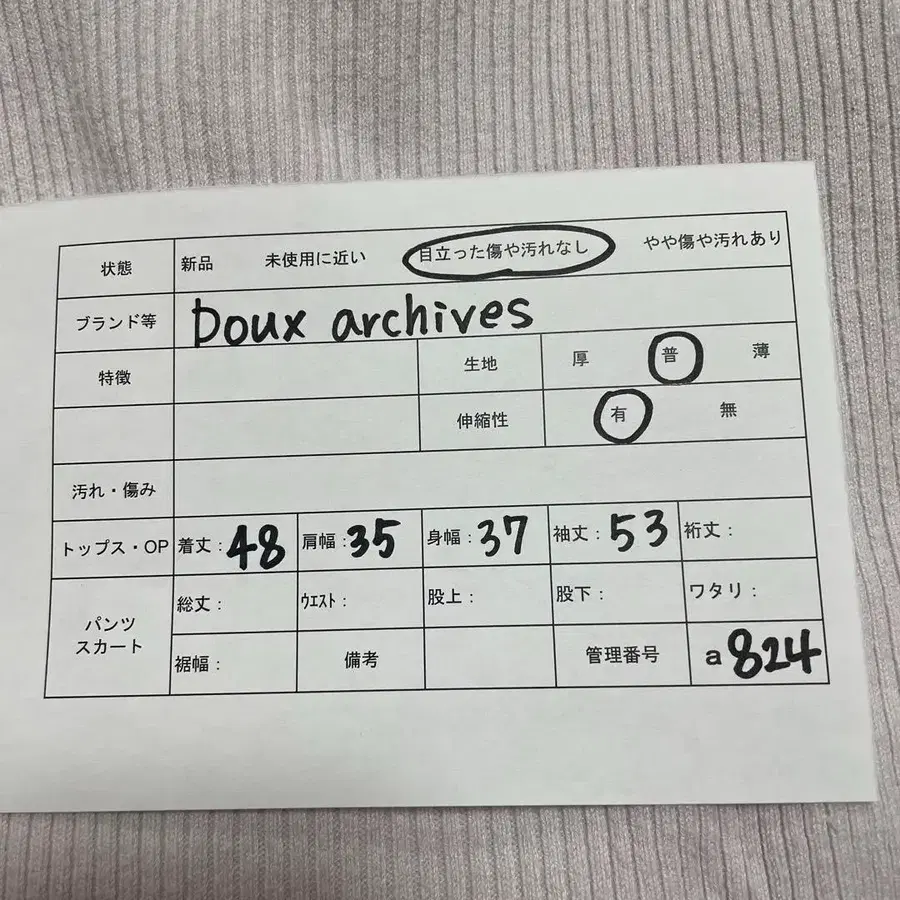 状態 新品 未使用に近い 目立った傷や汚れなし やや傷や汚れあり
ブランド等 Doux archives
特徴 生地 厚 普 薄
伸縮性 有 無
汚れ・傷み
トップス・OP 着丈:48 肩幅:35 身幅:37 袖丈:53 裄丈:
パンツ スカート 総丈: ウエスト: 股上: 股下: ワタリ:
裾幅: 備考 管理番号 a824